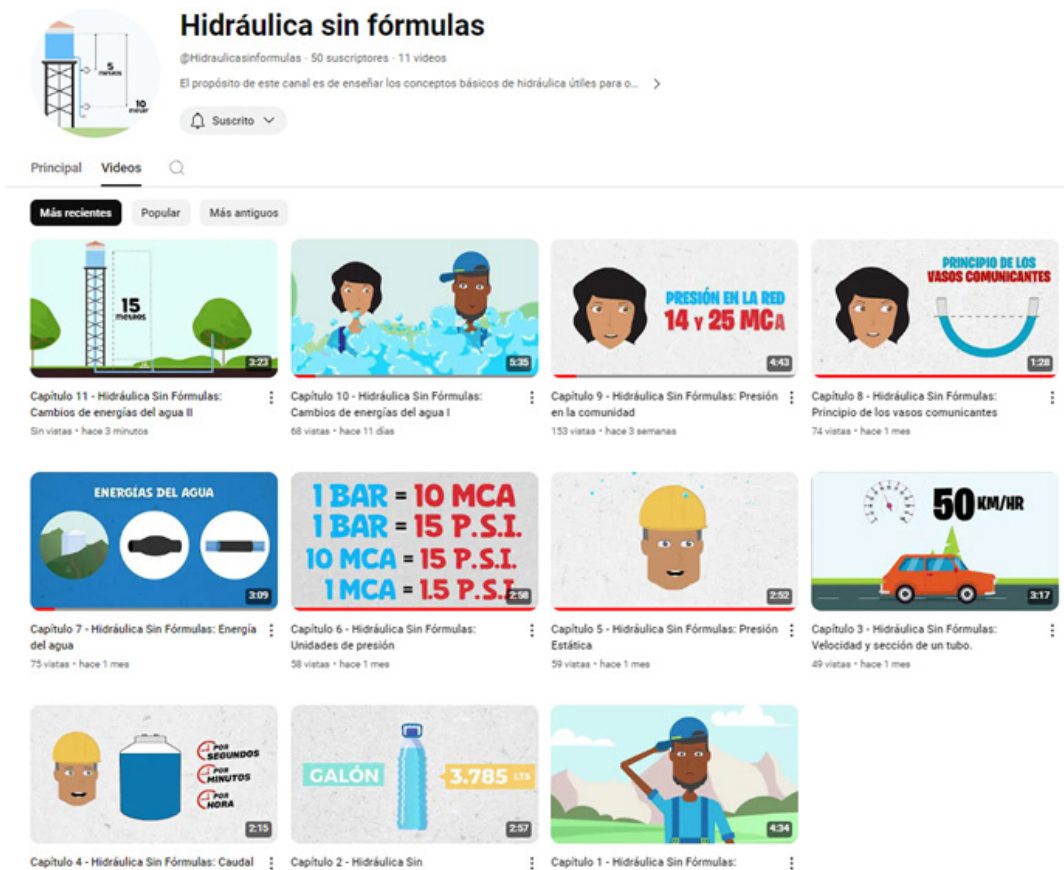 Hidráulica sin fórmulas
@Hidraulicasinformulas · 50 suscriptores · 11 videos
El propósito de este canal es de enseñar los conceptos básicos de hidráulica útiles para o...
5
metros
10
Suscrito
Principal Videos
Más recientes Popular Más antiguos
15
metros
3:23
5:35
PRESIÓN EN LA RED
14 y 25 MCA
4:43
PRINCIPIO DE LOS
VASOS COMUNICANTES
1:28
Capítulo 11 - Hidráulica Sin Fórmulas:
Cambios de energías del agua II
Sin vistas • hace 3 minutos
Capítulo 10 - Hidráulica Sin Fórmulas:
Cambios de energías del agua I
68 vistas • hace 11 días
Capítulo 9 - Hidráulica Sin Fórmulas: Presión
en la comunidad
153 vistas • hace 3 semanas
Capítulo 8 - Hidráulica Sin Fórmulas:
Principio de los vasos comunicantes
74 vistas • hace 1 mes
ENERGÍAS DEL AGUA
3:09
1 BAR = 10 MCA
1 BAR = 15 P.S.I.
10 MCA = 15 P.S.I.
1 MCA = 1.5 P.S.I.
2:58
2:52
50 KM/HR
3:17
Capítulo 7 - Hidráulica Sin Fórmulas: Energía
del agua
75 vistas • hace 1 mes
Capítulo 6 - Hidráulica Sin Fórmulas:
Unidades de presión
58 vistas • hace 1 mes
Capítulo 5 - Hidráulica Sin Fórmulas: Presión
Estática
59 vistas • hace 1 mes
Capítulo 3 - Hidráulica Sin Fórmulas:
Velocidad y sección de un tubo.
49 vistas • hace 1 mes
POR
SEGUNDOS
POR
MINUTOS
POR
HORA
2:15
GALÓN
3.785 LTS
2:57
4:34
Capítulo 4 - Hidráulica Sin Fórmulas: Caudal
Capítulo 2 - Hidráulica Sin
Capítulo 1 - Hidráulica Sin Fórmulas: